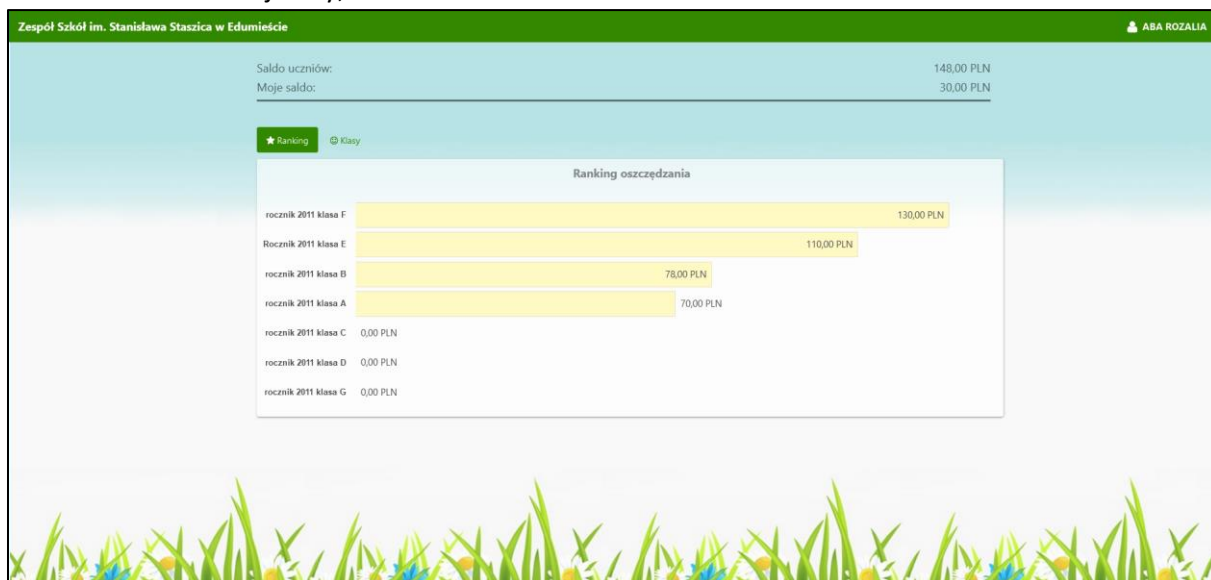 Zespół Szkół im. Stanisława Staszica w Edumieście ABA ROZALIA
Saldo uczniów: 148,00 PLN
Moje saldo: 30,00 PLN
Ranking Klasy
Ranking oszczędzania
rocznik 2011 klasa F 130,00 PLN
Rocznik 2011 klasa E 110,00 PLN
rocznik 2011 klasa B 78,00 PLN
rocznik 2011 klasa A 70,00 PLN
rocznik 2011 klasa C 0,00 PLN
rocznik 2011 klasa D 0,00 PLN
rocznik 2011 klasa G 0,00 PLN